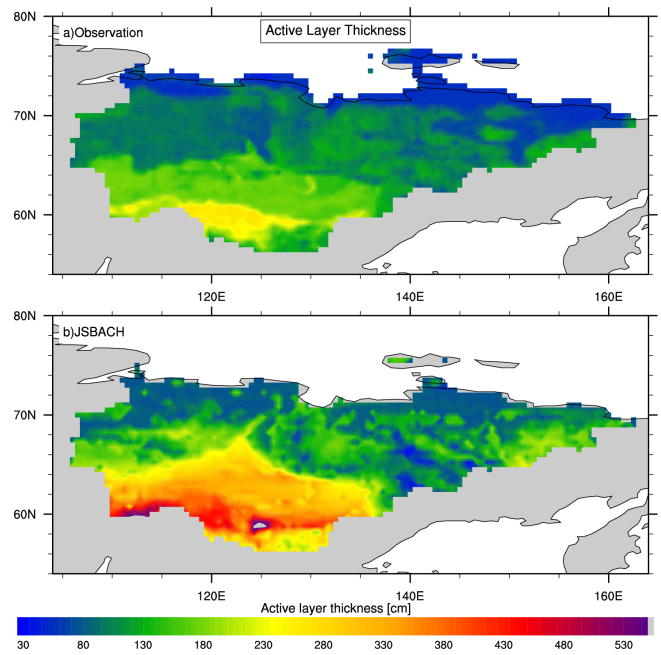 80N
a)Observation
Active Layer Thickness
70N
60N
120E 140E 160E
80N
b)JSBACH
70N
60N
120E 140E 160E
Active layer thickness [cm]
30 80 130 180 230 280 330 380 430 480 530